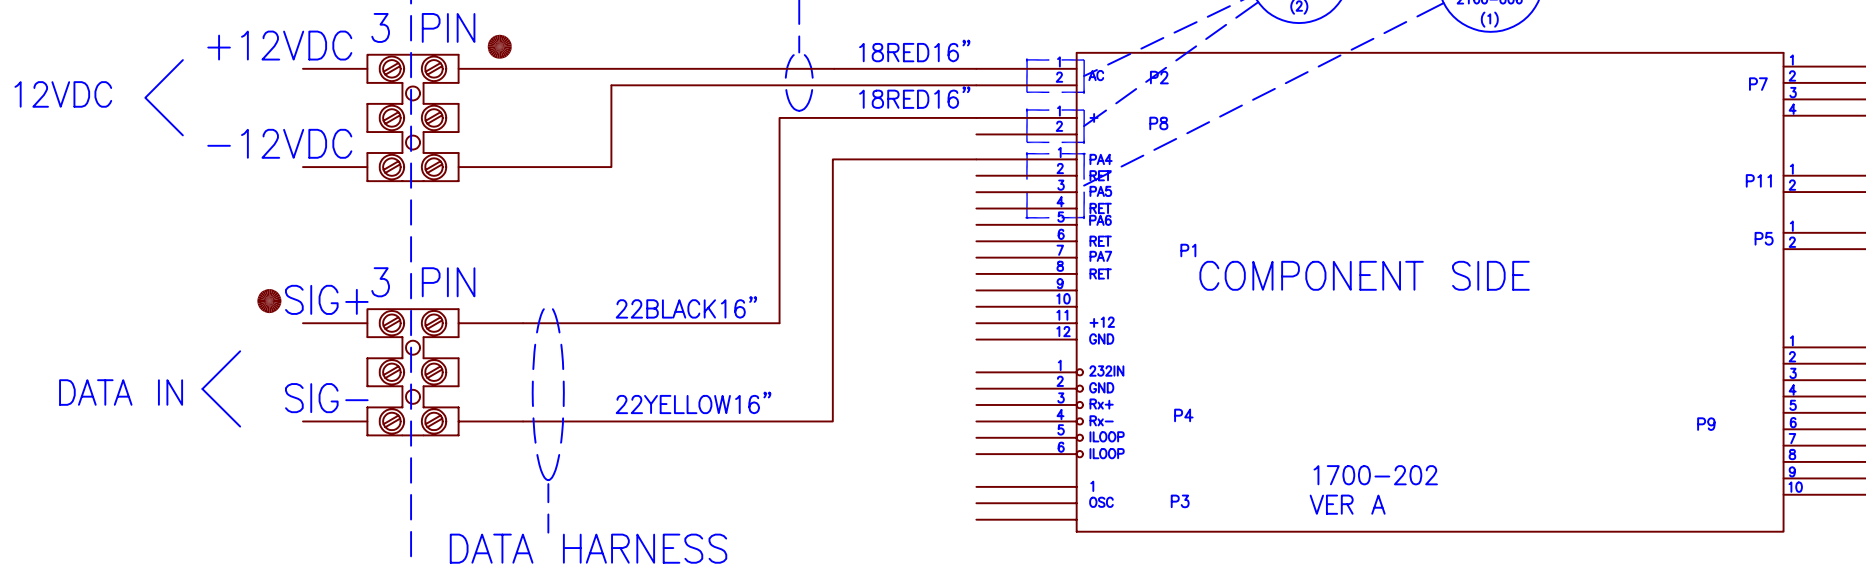 (2)
2100-000
(1)
3 PIN
+12VDC
12VDC
-12VDC
18RED16"
18RED16"
1
2
AC
P2
1
2
+
P8
1
2
3
4
5
6
7
8
9
10
11
12
PA4
RET
PA5
RET
PA6
RET
PA7
RET
+12
GND
P1
COMPONENT SIDE
P7
1
2
3
4
P11
1
2
P5
1
2
3 PIN
SIG+
DATA IN
SIG-
22BLACK16"
22YELLOW16"
DATA HARNESS
1
2
3
4
5
6
232IN
GND
Rx+
Rx-
ILOOP
ILOOP
P4
1
OSC
P3
1700-202
VER A
P9
1
2
3
4
5
6
7
8
9
10